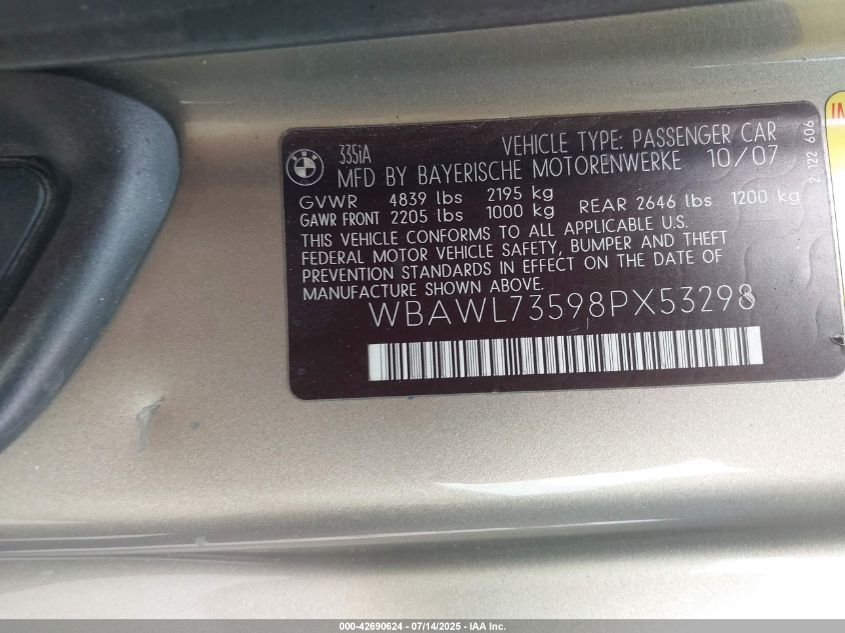 BMW
335iA
VEHICLE TYPE: PASSENGER CAR
MFD BY BAYERISCHE MOTORENWERKE 10/07
GVWR 4839 lbs 2195 kg
GAWR FRONT 2205 lbs 1000 kg REAR 2646 lbs 1200 kg
THIS VEHICLE CONFORMS TO ALL APPLICABLE U.S.
FEDERAL MOTOR VEHICLE SAFETY, BUMPER AND THEFT
PREVENTION STANDARDS IN EFFECT ON THE DATE OF
MANUFACTURE SHOWN ABOVE.
WBAWL73598PX53298
2 122 606
000-42690624 - 07/14/2025 - IAA Inc.